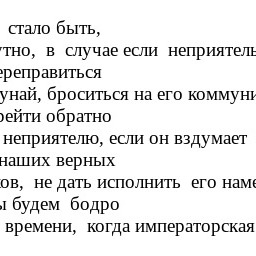 стало быть,
утно, в случае если неприятель
ереправиться
унай, броситься на его коммуни
рейти обратно
неприятелю, если он вздумает
наших верных
ов, не дать исполнить его наме
ы будем бодро
времени, когда императорская